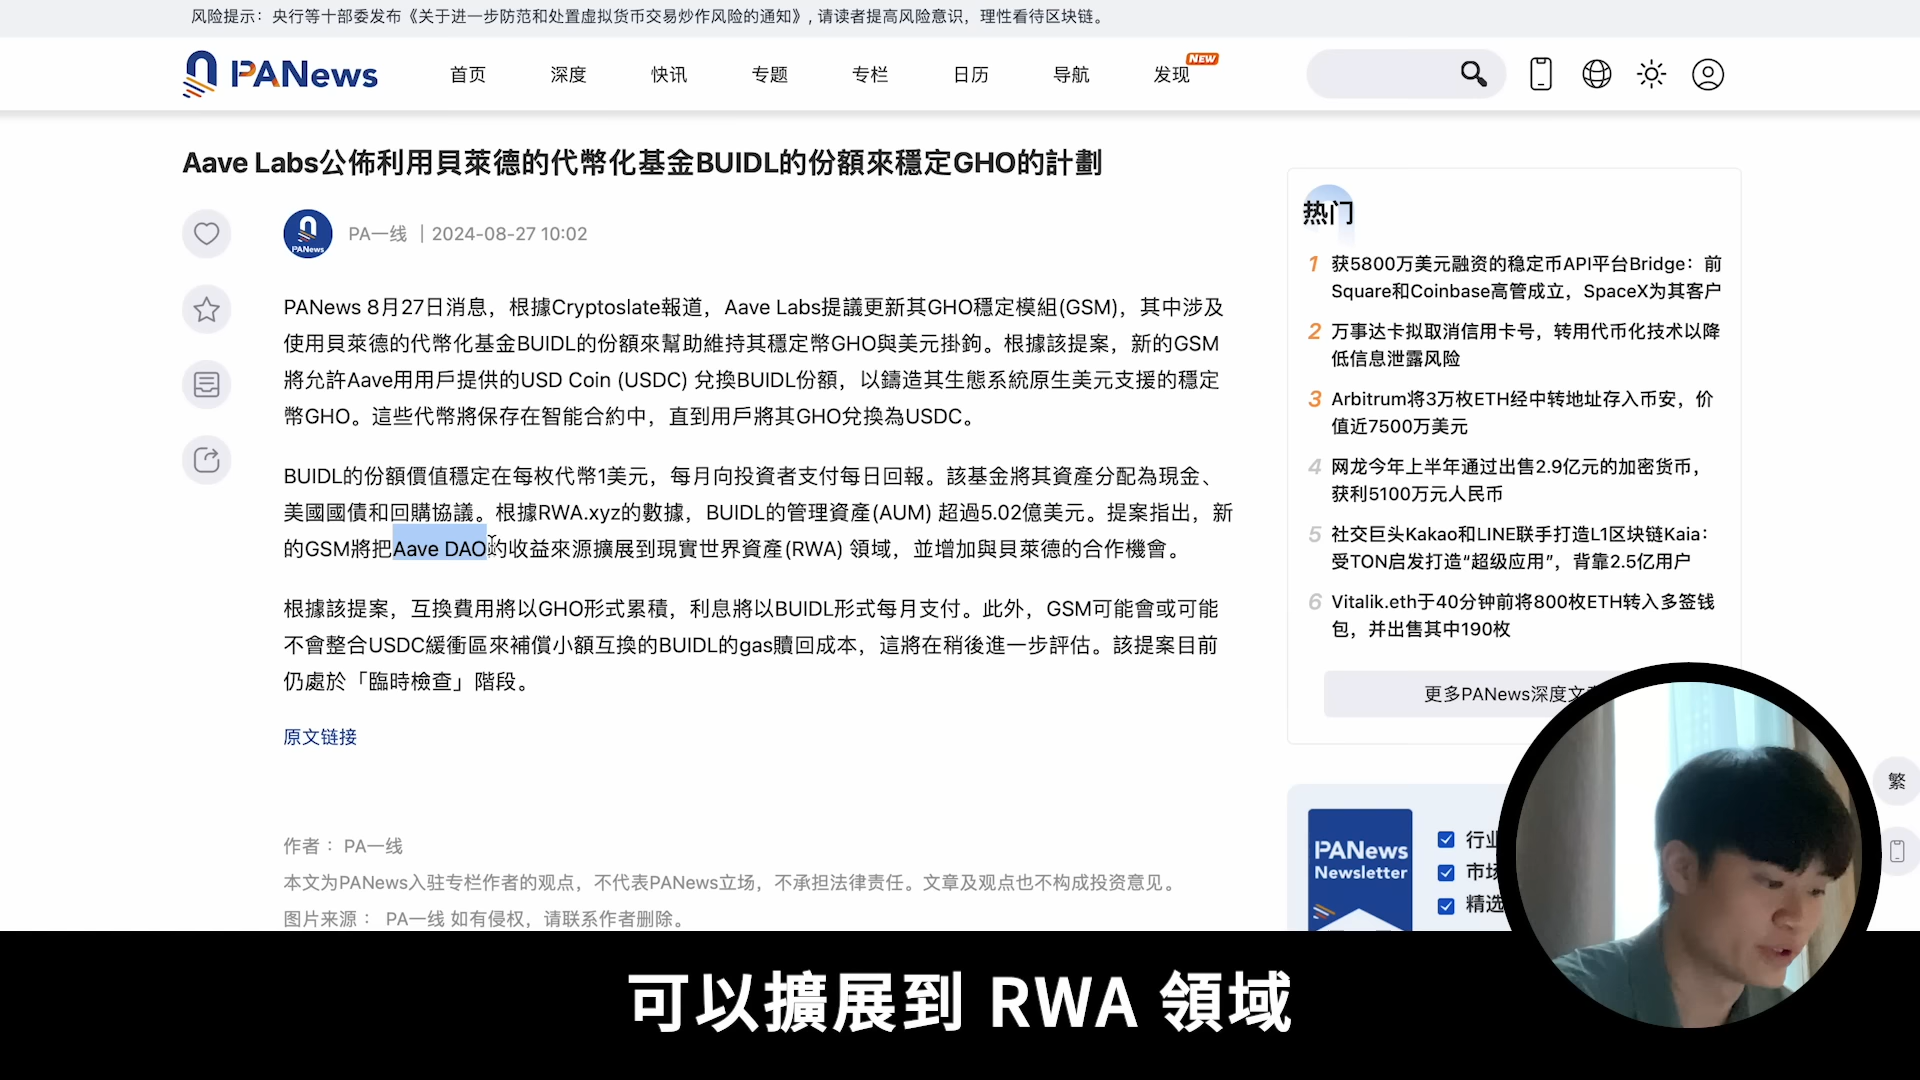 风险提示：央行等十部委发布《关于进一步防范和处置虚拟货币交易炒作风险的通知》, 请读者提高风险意识，理性看待区块链。
PANews
首页 深度 快讯 专题 专栏 日历 导航 发现 NEW
Aave Labs公佈利用貝萊德的代幣化基金BUIDL的份額來穩定GHO的計劃
PANews
PA一线 | 2024-08-27 10:02
PANews 8月27日消息，根據Cryptoslate報道，Aave Labs提議更新其GHO穩定模組(GSM)，其中涉及
使用貝萊德的代幣化基金BUIDL的份額來幫助維持其穩定幣GHO與美元掛鉤。根據該提案，新的GSM
將允許Aave用用戶提供的USD Coin (USDC) 兌換BUIDL份額，以鑄造其生態系統原生美元支援的穩定
幣GHO。這些代幣將保存在智能合約中，直到用戶將其GHO兌換為USDC。
BUIDL的份額價值穩定在每枚代幣1美元，每月向投資者支付每日回報。該基金將其資產分配為現金、
美國國債和回購協議。根據RWA.xyz的數據，BUIDL的管理資產(AUM) 超過5.02億美元。提案指出，新
的GSM將把Aave DAO的收益來源擴展到現實世界資產(RWA) 領域，並增加與貝萊德的合作機會。
根據該提案，互換費用將以GHO形式累積，利息將以BUIDL形式每月支付。此外，GSM可能會或可能
不會整合USDC緩衝區來補償小額互換的BUIDL的gas贖回成本，這將在稍後進一步評估。該提案目前
仍處於「臨時檢查」階段。
原文链接
作者： PA一线
本文为PANews入驻专栏作者的观点，不代表PANews立场，不承担法律责任。文章及观点也不构成投资意见。
图片来源： PA一线 如有侵权，请联系作者删除。
热门
1 获5800万美元融资的稳定币API平台Bridge：前
Square和Coinbase高管成立，SpaceX为其客户
2 万事达卡拟取消信用卡号，转用代币化技术以降
低信息泄露风险
3 Arbitrum将3万枚ETH经中转地址存入币安，价
值近7500万美元
4 网龙今年上半年通过出售2.9亿元的加密货币，
获利5100万元人民币
5 社交巨头Kakao和LINE联手打造L1区块链Kaia：
受TON启发打造“超级应用”，背靠2.5亿用户
6 Vitalik.eth于40分钟前将800枚ETH转入多签钱
包，并出售其中190枚
更多PANews深度文
繁
PANews
Newsletter
行业
市场
精选
可以擴展到 RWA 領域